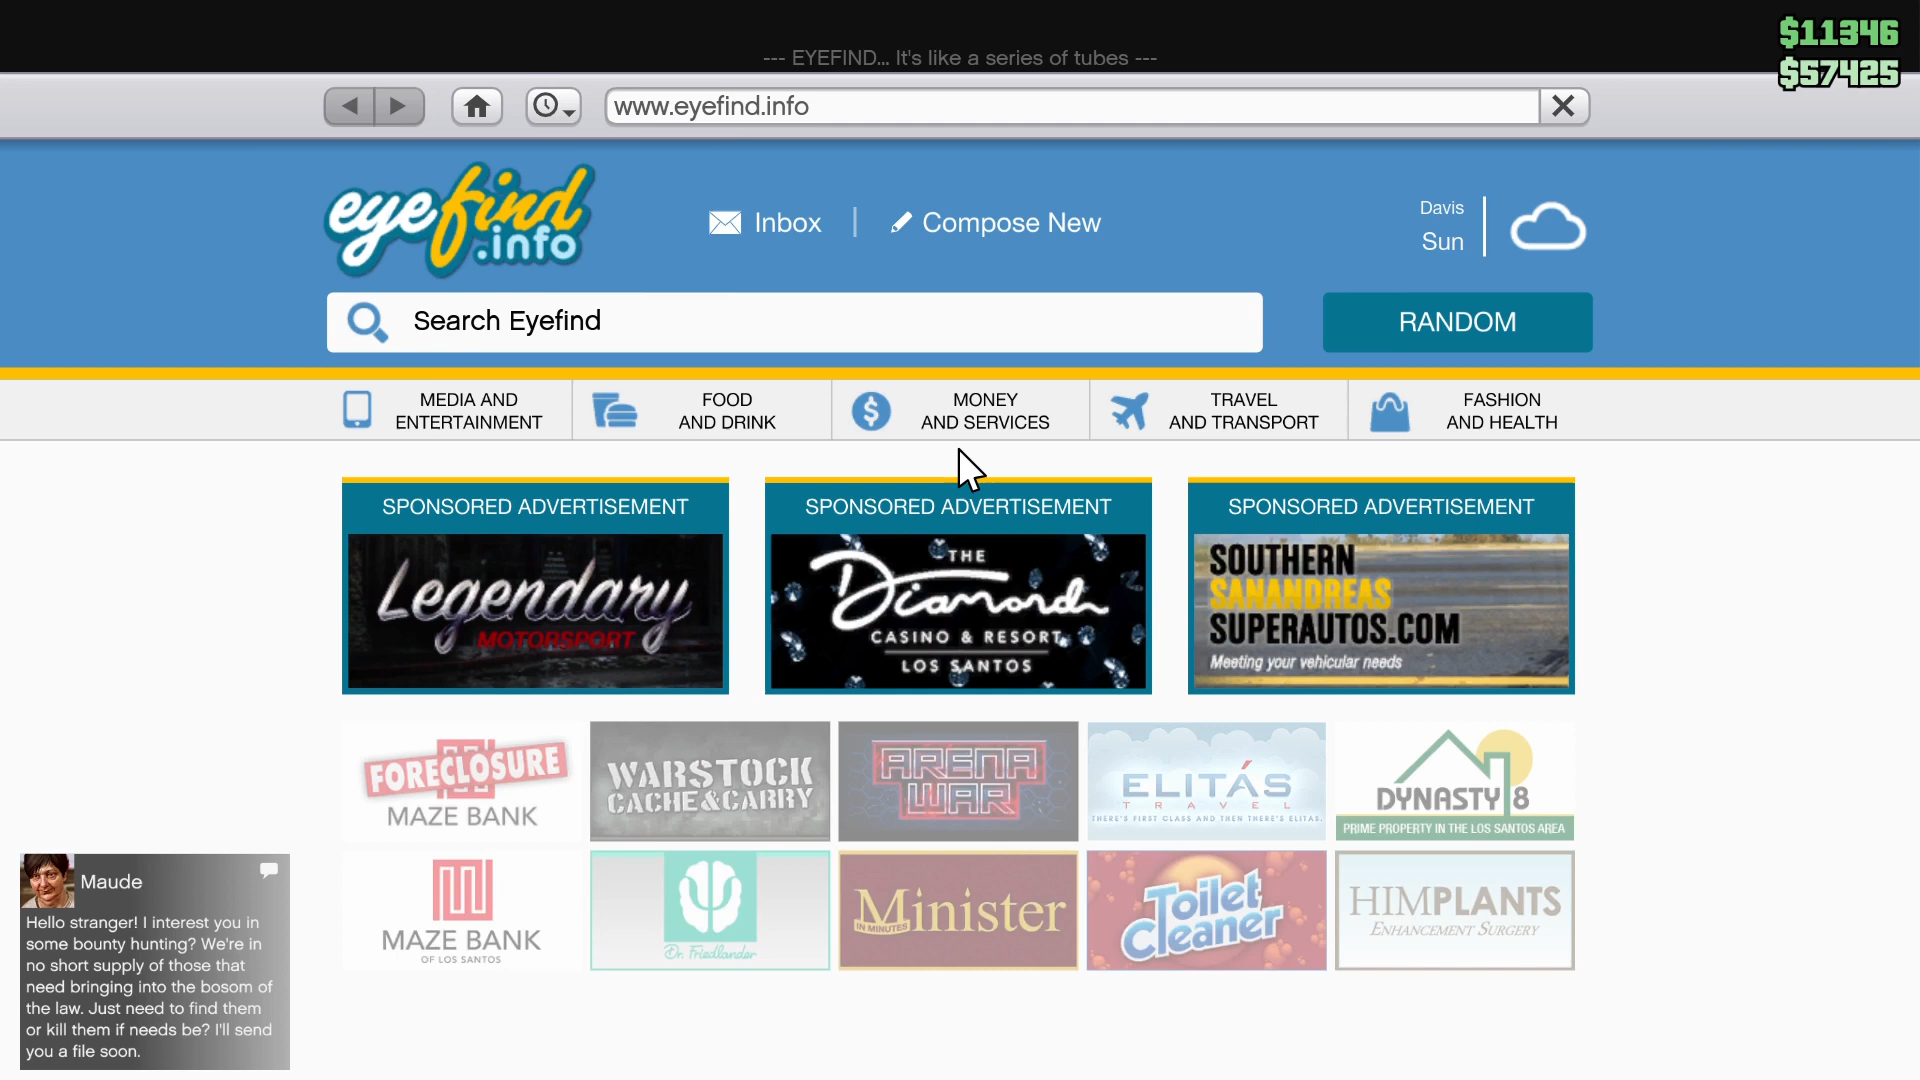 $11346
--- EYEFIND... It's like a series of tubes ---
$57425
www.eyefind.info
eyefind
.info
Inbox
Compose New
Davis
Sun
Search Eyefind
RANDOM
MEDIA AND
ENTERTAINMENT
FOOD
AND DRINK
MONEY
AND SERVICES
TRAVEL
AND TRANSPORT
FASHION
AND HEALTH
SPONSORED ADVERTISEMENT
Legendary
MOTORSPORT
SPONSORED ADVERTISEMENT
THE
Diamond
CASINO & RESORT
LOS SANTOS
SPONSORED ADVERTISEMENT
SOUTHERN
SANANDREAS
SUPERAUTOS.COM
Meeting your vehicular needs
FORECLOSURE
MAZE BANK
WARSTOCK
CACHE&CARRY
ARENA
WAR
ELITÁS
TRAVEL
THERE'S FIRST CLASS AND THEN THERE'S ELITAS.
DYNASTY 8
PRIME PROPERTY IN THE LOS SANTOS AREA
MAZE BANK
OF LOS SANTOS
Dr. Friedlander
Minister
IN MINUTES
Toilet
Cleaner
HIMPLANTS
ENHANCEMENT SURGERY
Maude
Hello stranger! I interest you in
some bounty hunting? We're in
no short supply of those that
need bringing into the bosom of
the law. Just need to find them
or kill them if needs be? I'll send
you a file soon.